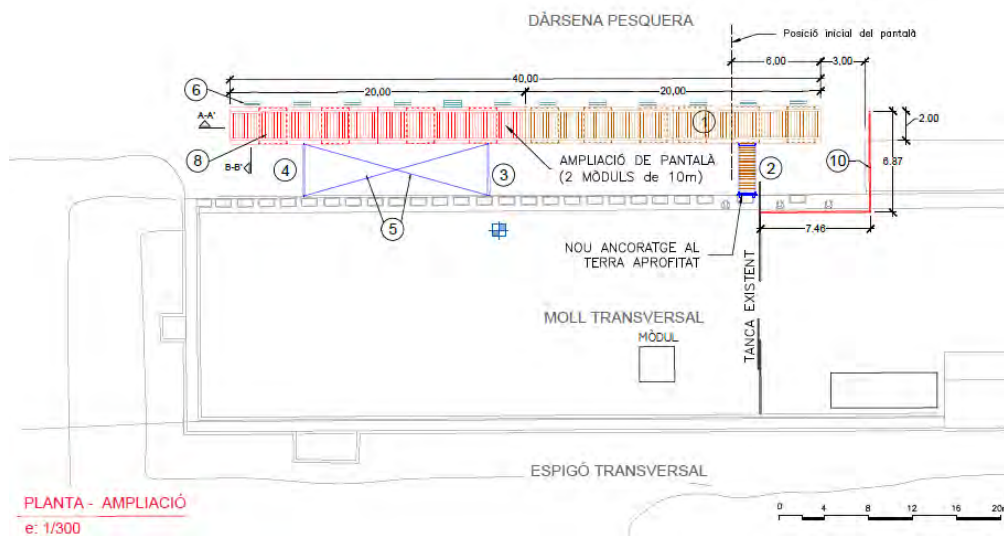 DÀRSENA PESQUERA
Posició inicial del pantalà
6,00
3,00
40,00
20,00
20,00
6
A-A'
1
2.00
8
B-B'
4
3
AMPLIACIÓ DE PANTALÀ
(2 MÒDULS de 10m)
2
10
6.87
5
7.46
NOU ANCORATGE AL
TERRA APROFITAT
TANCA EXISTENT
MOLL TRANSVERSAL
MÒDUL
ESPIGÓ TRANSVERSAL
PLANTA - AMPLIACIÓ
e: 1/300
0 4 8 12 16